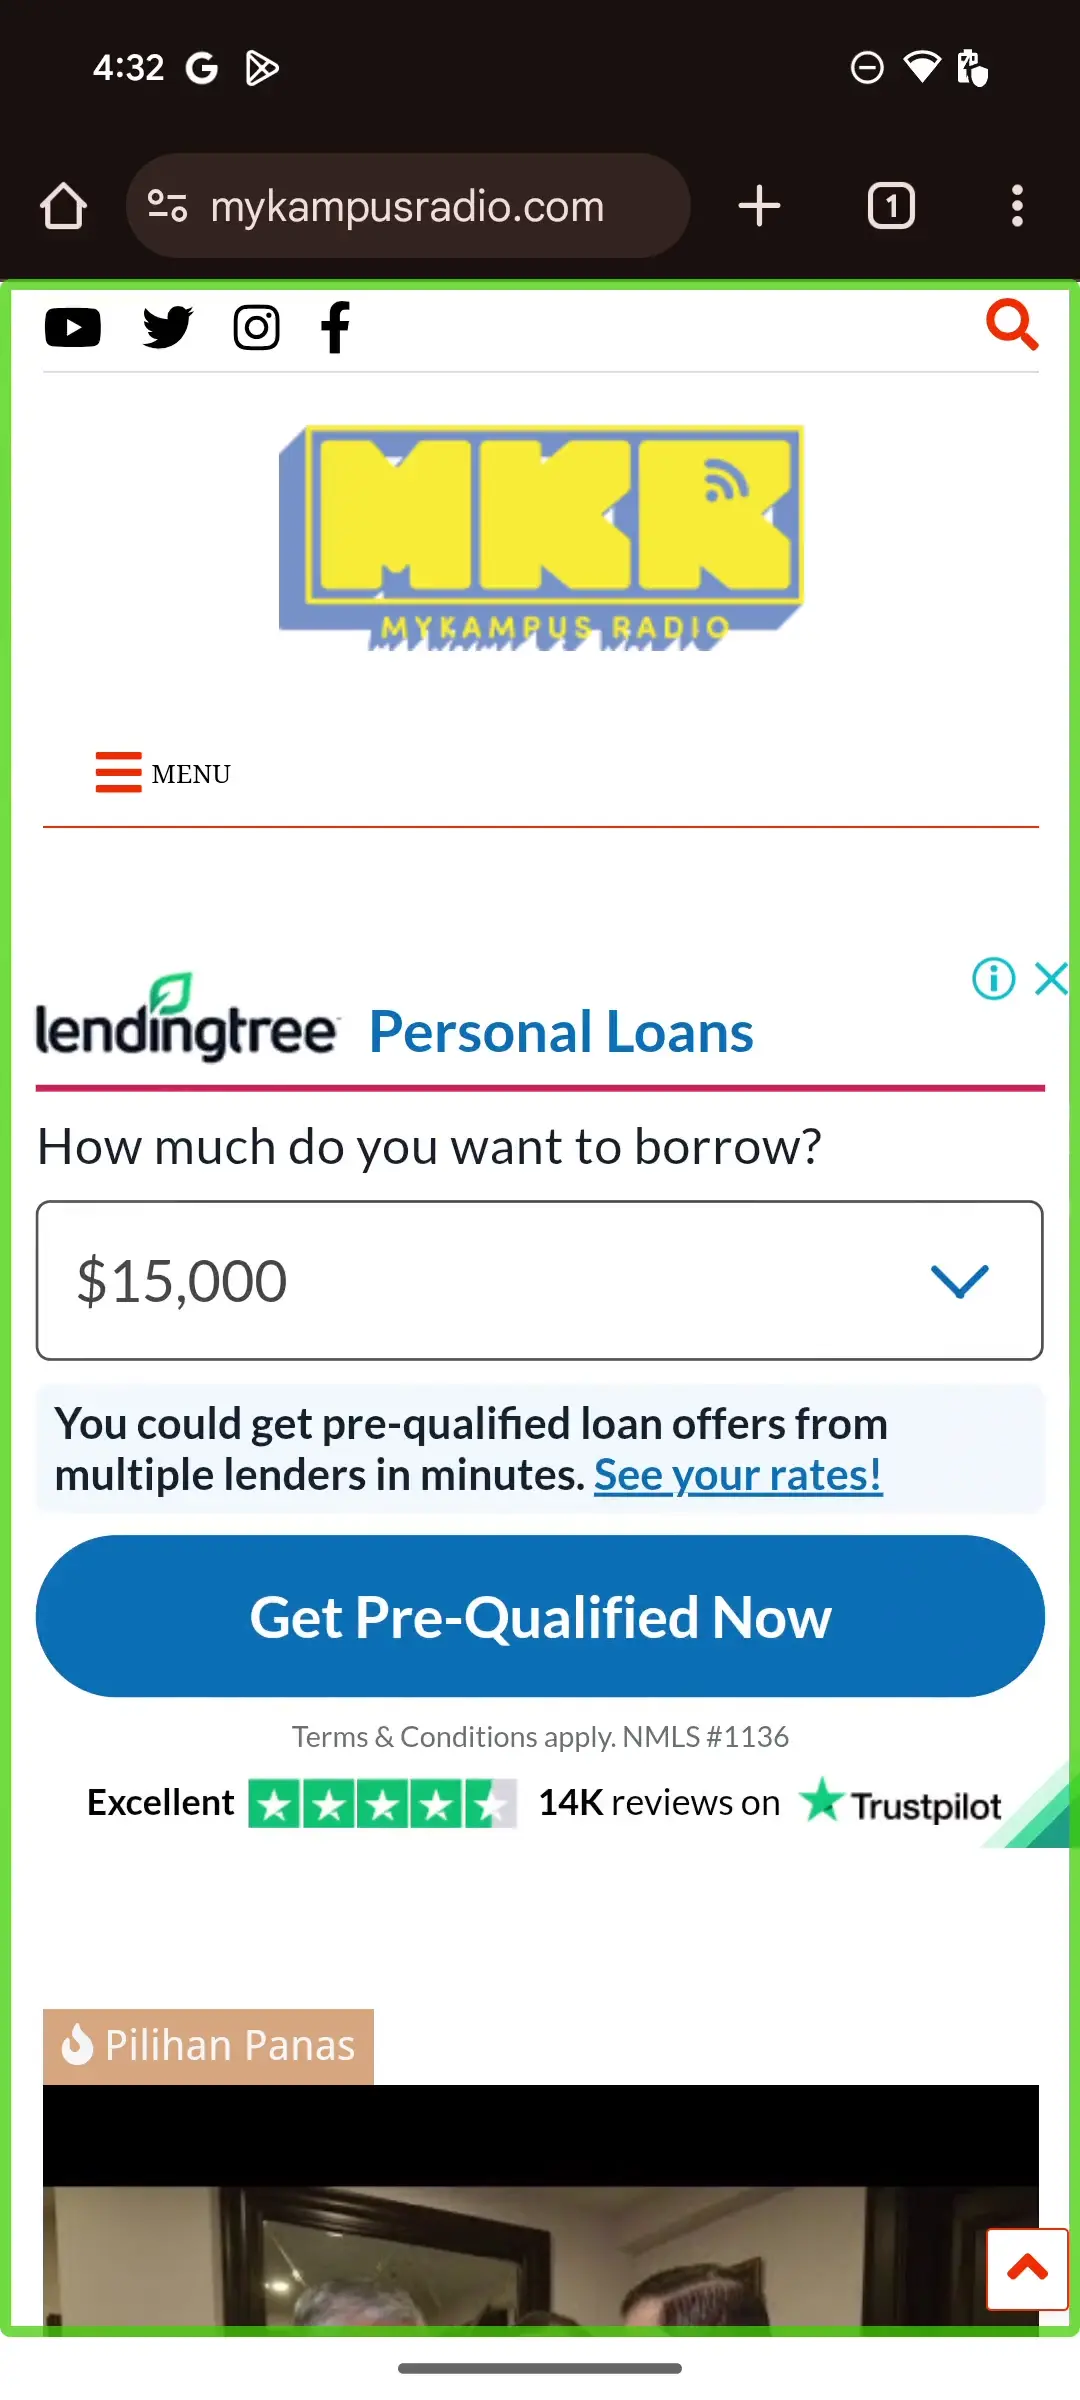 4:32
mykampusradio.com
1
MKR
MYKAMPUS RADIO
MENU
lendingtree Personal Loans
How much do you want to borrow?
$15,000
You could get pre-qualified loan offers from
multiple lenders in minutes. See your rates!
Get Pre-Qualified Now
Terms & Conditions apply. NMLS #1136
Excellent 14K reviews on Trustpilot
Pilihan Panas